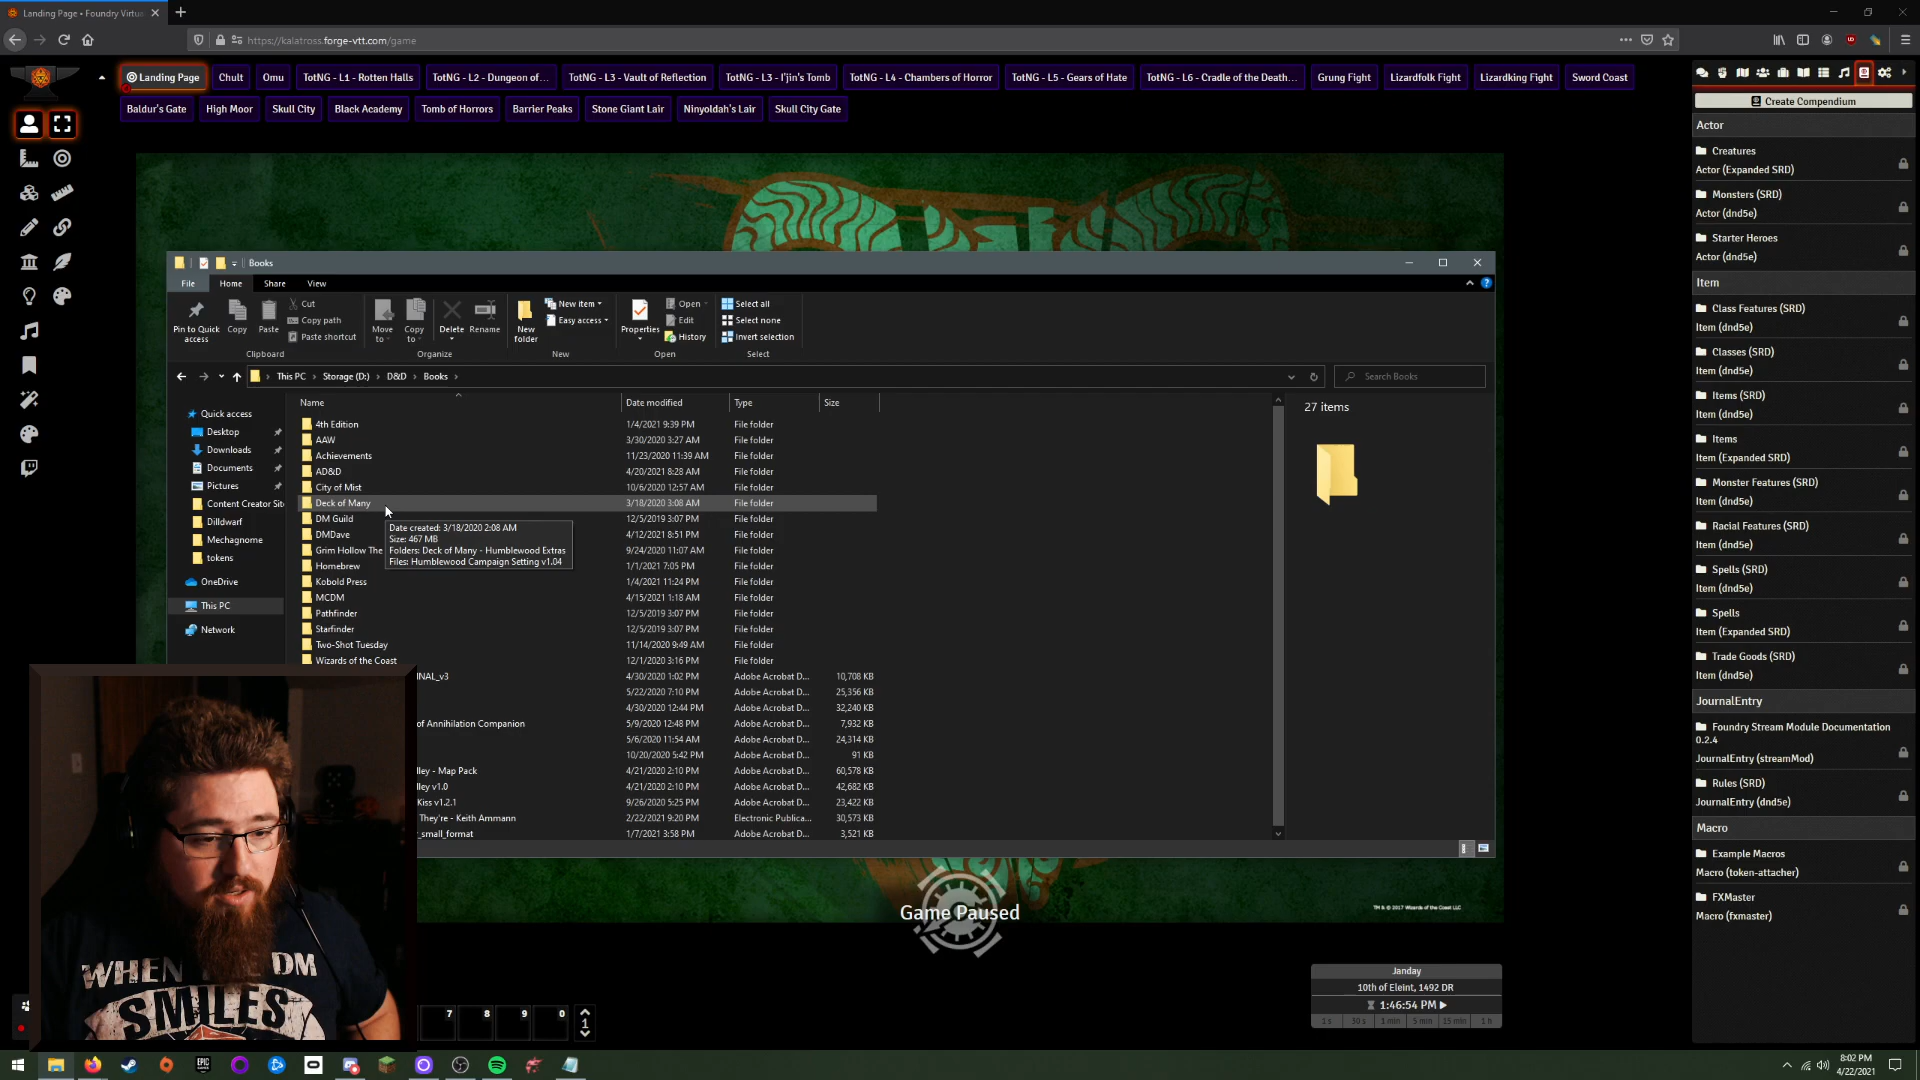 Landing Page • Foundry Virtu
https://kalatross.forge-vtt.com/game
Landing Page Chult Omu TotNG - L1 - Rotten Halls TotNG - L2 - Dungeon of... TotNG - L3 - Vault of Reflection TotNG - L3 - I'jin's Tomb TotNG - L4 - Chambers of Horror TotNG - L5 - Gears of Hate TotNG - L6 - Cradle of the Death... Grung Fight Lizardfolk Fight Lizardking Fight Sword Coast
Baldur's Gate High Moor Skull City Black Academy Tomb of Horrors Barrier Peaks Stone Giant Lair Ninyoldah's Lair Skull City Gate
Create Compendium
Actor
Creatures
Actor (Expanded SRD)
Monsters (SRD)
Actor (dnd5e)
Starter Heroes
Actor (dnd5e)
Item
Class Features (SRD)
Item (dnd5e)
Classes (SRD)
Item (dnd5e)
Items (SRD)
Item (dnd5e)
Items
Item (Expanded SRD)
Monster Features (SRD)
Item (dnd5e)
Racial Features (SRD)
Item (dnd5e)
Spells (SRD)
Item (dnd5e)
Spells
Item (Expanded SRD)
Trade Goods (SRD)
Item (dnd5e)
JournalEntry
Foundry Stream Module Documentation
0.2.4
JournalEntry (streamMod)
Rules (SRD)
JournalEntry (dnd5e)
Macro
Example Macros
Macro (token-attacher)
FXMaster
Macro (fxmaster)
Books
File Home Share View
Pin to Quick access
Copy
Paste
Cut
Copy path
Paste shortcut
Clipboard
Move to
Copy to
Delete
Rename
Organize
New folder
New item
Easy access
New
Properties
Open
Edit
History
Open
Select all
Select none
Invert selection
Select
This PC > Storage (D:) > D&D > Books >
Search Books
Quick access
Desktop
Downloads
Documents
Pictures
Content Creator Sit
Dilldwarf
Mechagnome
tokens
OneDrive
This PC
Network
Name Date modified Type Size
4th Edition 1/4/2021 9:39 PM File folder
AAW 3/30/2020 3:27 AM File folder
Achievements 11/23/2020 11:39 AM File folder
AD&D 4/20/2021 8:28 AM File folder
City of Mist 10/6/2020 12:57 AM File folder
Deck of Many 3/18/2020 3:08 AM File folder
DM Guild 12/5/2019 3:07 PM File folder
DMDave 4/12/2021 8:51 PM File folder
Grim Hollow The 9/24/2020 11:07 AM File folder
Homebrew 1/1/2021 7:05 PM File folder
Kobold Press 1/4/2021 11:24 PM File folder
MCDM 4/15/2021 1:18 AM File folder
Pathfinder 12/5/2019 3:07 PM File folder
Starfinder 12/5/2019 3:07 PM File folder
Two-Shot Tuesday 11/14/2020 9:49 AM File folder
Wizards of the Coast 12/1/2020 3:16 PM File folder
INAL_v3 4/30/2020 1:02 PM Adobe Acrobat D... 10,708 KB
5/22/2020 7:10 PM Adobe Acrobat D... 25,356 KB
4/30/2020 12:44 PM Adobe Acrobat D... 32,240 KB
of Annihilation Companion 5/9/2020 12:48 PM Adobe Acrobat D... 7,932 KB
5/6/2020 11:54 AM Adobe Acrobat D... 24,314 KB
10/20/2020 5:42 PM Adobe Acrobat D... 91 KB
lley - Map Pack 4/21/2020 2:10 PM Adobe Acrobat D... 60,578 KB
lley v1.0 4/21/2020 2:10 PM Adobe Acrobat D... 42,682 KB
Kiss v1.2.1 9/26/2020 5:25 PM Adobe Acrobat D... 23,422 KB
They're - Keith Ammann 2/22/2021 9:20 PM Electronic Publica... 30,573 KB
_small_format 1/7/2021 3:58 PM Adobe Acrobat D... 3,521 KB
Date created: 3/18/2020 2:08 AM
Size: 467 MB
Folders: Deck of Many - Humblewood Extras
Files: Humblewood Campaign Setting v1.04
27 items
Game Paused
TM & © 2017 Wizards of the Coast LLC
WHEN THE DM
SMILES
7 8 9 0
1
Janday
10th of Eleint, 1492 DR
1:46:54 PM
1 s 30 s 1 min 5 min 15 min 1 h
EPIC GAMES
8:02 PM
4/22/2021